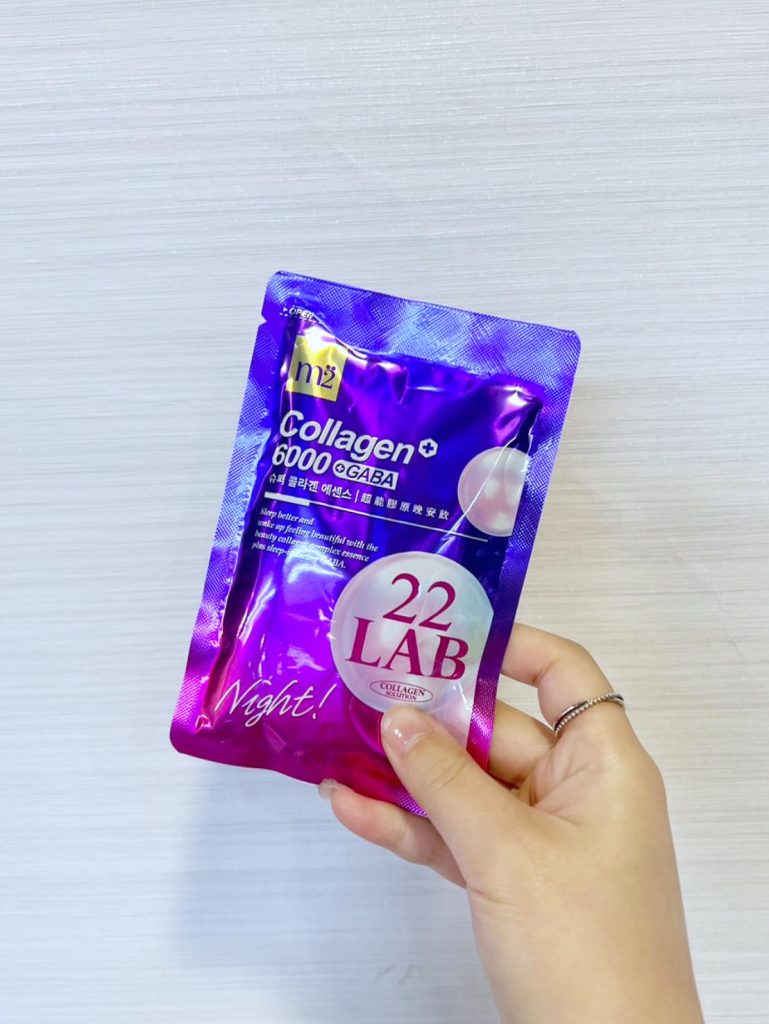 OPEN
m2
Collagen+
6000 +GABA
슈퍼 콜라겐 에센스 | 超能膠原晚安飲
Sleep better and
wake up feeling beautiful with the
beauty collagen complex essence
plus GABA.
22
LAB
COLLAGEN
SOLUTION
Night!